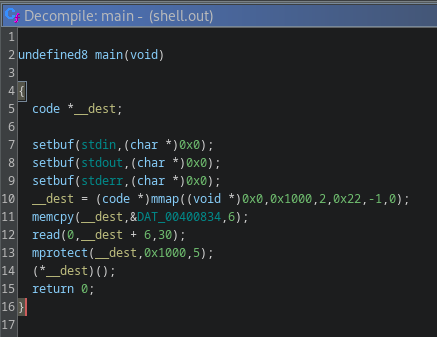 Decompile: main - (shell.out)
1
2 undefined8 main(void)
3
4 {
5 code *__dest;
6
7 setbuf(stdin,(char *)0x0);
8 setbuf(stdout,(char *)0x0);
9 setbuf(stderr,(char *)0x0);
10 __dest = (code *)mmap((void *)0x0,0x1000,2,0x22,-1,0);
11 memcpy(__dest,&DAT_00400834,6);
12 read(0,__dest + 6,30);
13 mprotect(__dest,0x1000,5);
14 (*__dest)();
15 return 0;
16 }
17